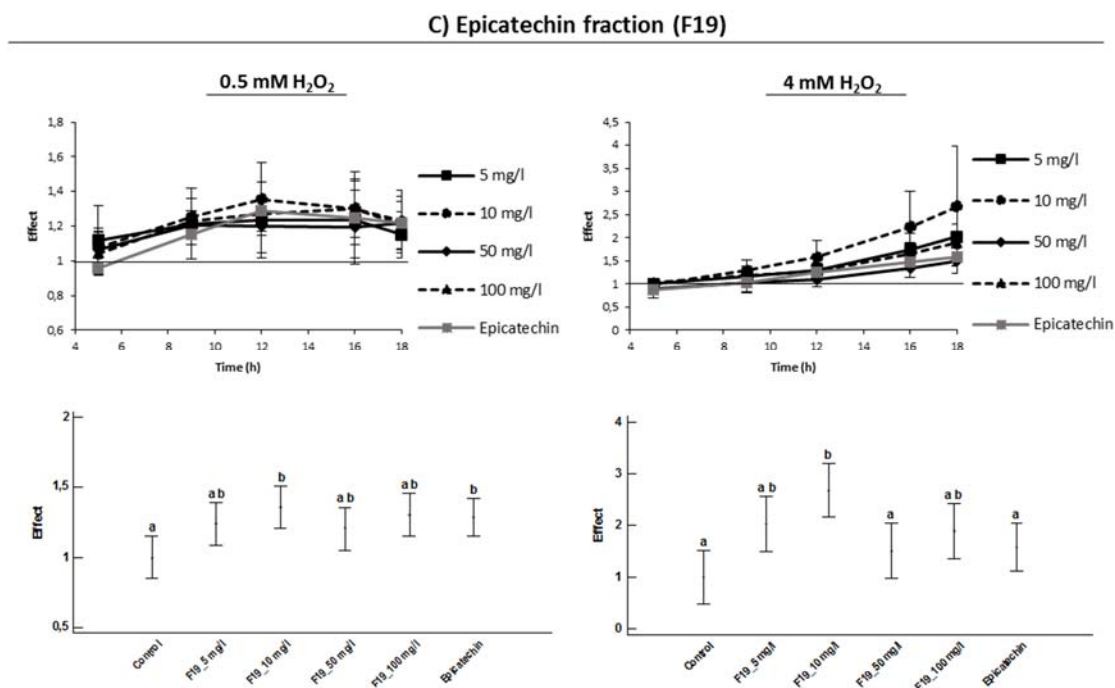 C) Epicatechin fraction (F19)
0.5 mM H₂O₂
1,8
1,6
1,4
1,2
1
0,8
0,6
Effect
4
6
8
10
12
14
16
18
Time (h)
5 mg/l
10 mg/l
50 mg/l
100 mg/l
Epicatechin
4 mM H₂O₂
4,5
4
3,5
3
2,5
2
1,5
1
0,5
0
Effect
4
6
8
10
12
14
16
18
Time (h)
5 mg/l
10 mg/l
50 mg/l
100 mg/l
Epicatechin
2
1,5
1
0,5
Effect
a
a b
b
a b
a b
b
Control
F19_5 mg/l
F19_10 mg/l
F19_50 mg/l
F19_100 mg/l
Epicatechin
4
3
2
1
0
Effect
a
a b
b
a
a b
a
Control
F19_5 mg/l
F19_10 mg/l
F19_50 mg/l
F19_100 mg/l
Epicatechin